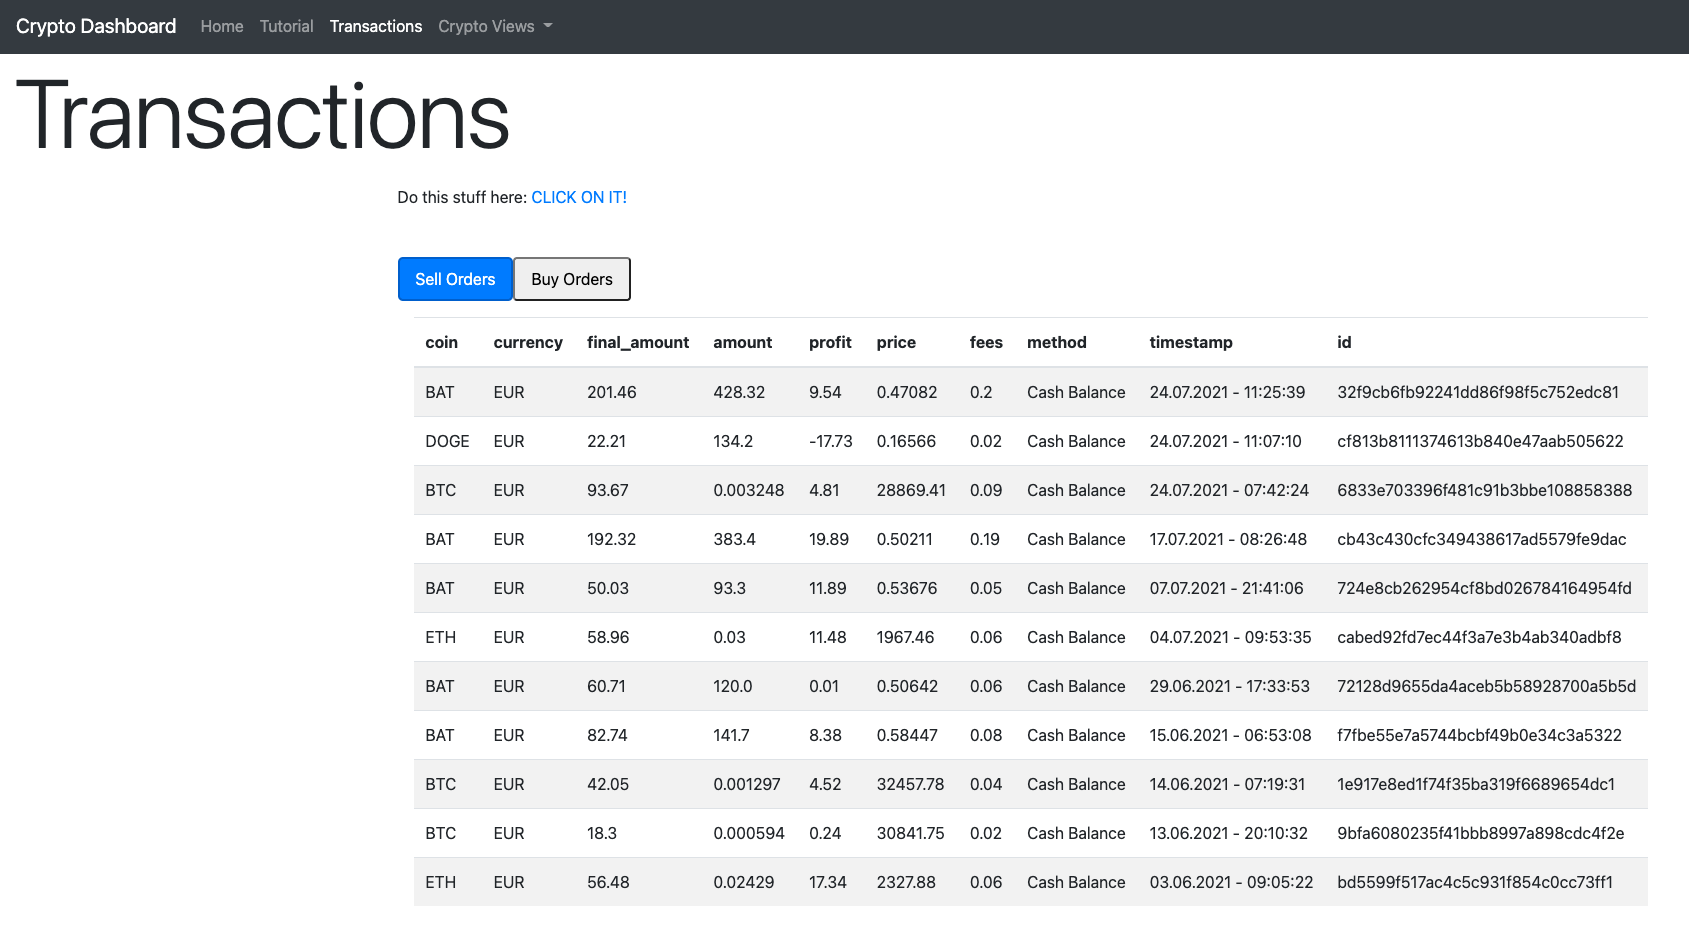 Crypto Dashboard Home Tutorial Transactions Crypto Views
Transactions
Do this stuff here: CLICK ON IT!
Sell Orders Buy Orders
coin currency final_amount amount profit price fees method timestamp id
BAT EUR 201.46 428.32 9.54 0.47082 0.2 Cash Balance 24.07.2021 - 11:25:39 32f9cb6fb92241dd86f98f5c752edc81
DOGE EUR 22.21 134.2 -17.73 0.16566 0.02 Cash Balance 24.07.2021 - 11:07:10 cf813b8111374613b840e47aab505622
BTC EUR 93.67 0.003248 4.81 28869.41 0.09 Cash Balance 24.07.2021 - 07:42:24 6833e703396f481c91b3bbe108858388
BAT EUR 192.32 383.4 19.89 0.50211 0.19 Cash Balance 17.07.2021 - 08:26:48 cb43c430cfc349438617ad5579fe9dac
BAT EUR 50.03 93.3 11.89 0.53676 0.05 Cash Balance 07.07.2021 - 21:41:06 724e8cb262954cf8bd026784164954fd
ETH EUR 58.96 0.03 11.48 1967.46 0.06 Cash Balance 04.07.2021 - 09:53:35 cabed92fd7ec44f3a7e3b4ab340adbf8
BAT EUR 60.71 120.0 0.01 0.50642 0.06 Cash Balance 29.06.2021 - 17:33:53 72128d9655da4aceb5b58928700a5b5d
BAT EUR 82.74 141.7 8.38 0.58447 0.08 Cash Balance 15.06.2021 - 06:53:08 f7fbe55e7a5744bcbf49b0e34c3a5322
BTC EUR 42.05 0.001297 4.52 32457.78 0.04 Cash Balance 14.06.2021 - 07:19:31 1e917e8ed1f74f35ba319f6689654dc1
BTC EUR 18.3 0.000594 0.24 30841.75 0.02 Cash Balance 13.06.2021 - 20:10:32 9bfa6080235f41bbb8997a898cdc4f2e
ETH EUR 56.48 0.02429 17.34 2327.88 0.06 Cash Balance 03.06.2021 - 09:05:22 bd5599f517ac4c5c931f854c0cc73ff1